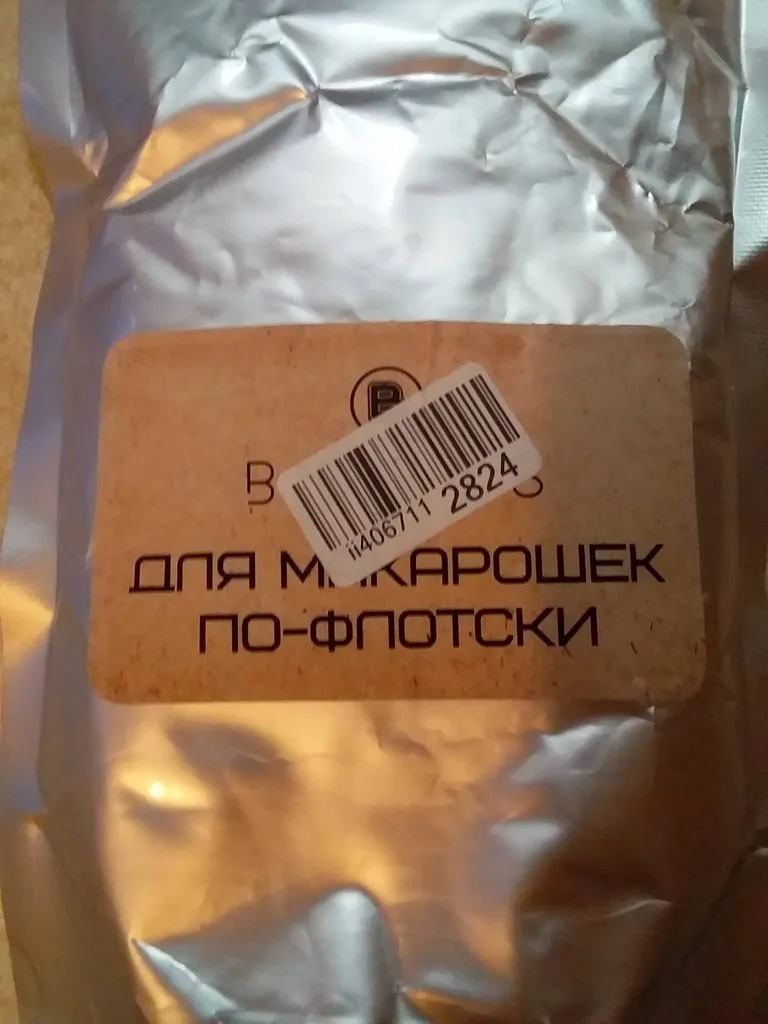 B
ii406711 2824
ДЛЯ МАКАРОШЕК
ПО-ФЛОТСКИ